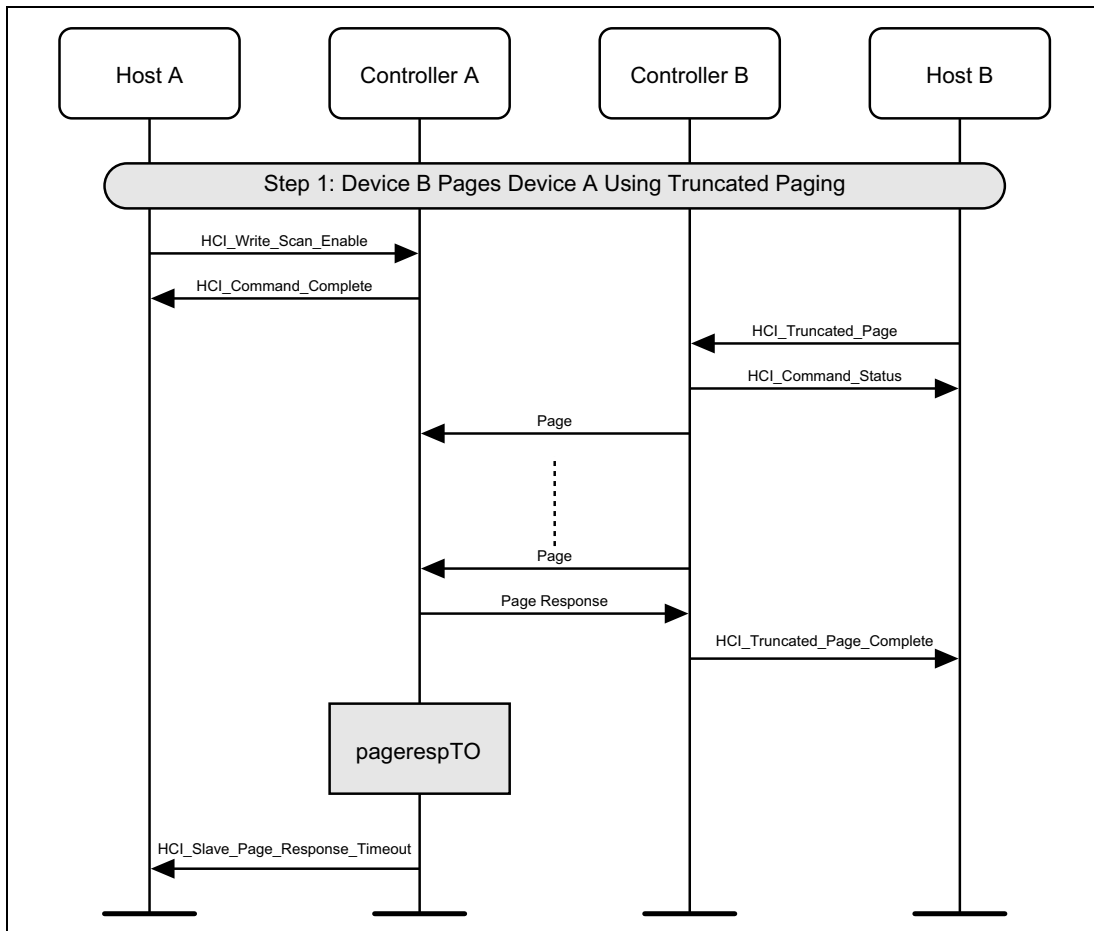 Host A
Controller A
Controller B
Host B
Step 1: Device B Pages Device A Using Truncated Paging
HCI_Write_Scan_Enable
HCI_Command_Complete
HCI_Truncated_Page
HCI_Command_Status
Page
Page
Page Response
HCI_Truncated_Page_Complete
pagerespTO
HCI_Slave_Page_Response_Timeout